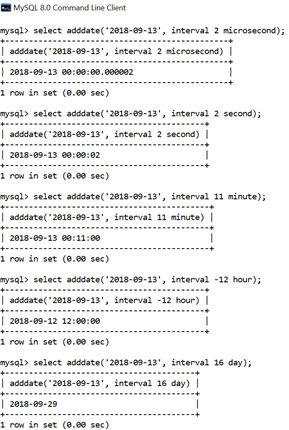 MySQL 8.0 Command Line Client
mysql> select adddate('2018-09-13', interval 2 microsecond);
+-----------------------------------------------+
| adddate('2018-09-13', interval 2 microsecond) |
+-----------------------------------------------+
| 2018-09-13 00:00:00.000002                    |
+-----------------------------------------------+
1 row in set (0.00 sec)
mysql> select adddate('2018-09-13', interval 2 second);
+------------------------------------------+
| adddate('2018-09-13', interval 2 second) |
+------------------------------------------+
| 2018-09-13 00:00:02                      |
+------------------------------------------+
1 row in set (0.00 sec)
mysql> select adddate('2018-09-13', interval 11 minute);
+-------------------------------------------+
| adddate('2018-09-13', interval 11 minute) |
+-------------------------------------------+
| 2018-09-13 00:11:00                       |
+-------------------------------------------+
1 row in set (0.00 sec)
mysql> select adddate('2018-09-13', interval -12 hour);
+------------------------------------------+
| adddate('2018-09-13', interval -12 hour) |
+------------------------------------------+
| 2018-09-12 12:00:00                      |
+------------------------------------------+
1 row in set (0.00 sec)
mysql> select adddate('2018-09-13', interval 16 day);
+----------------------------------------+
| adddate('2018-09-13', interval 16 day) |
+----------------------------------------+
| 2018-09-29                             |
+----------------------------------------+
1 row in set (0.00 sec)